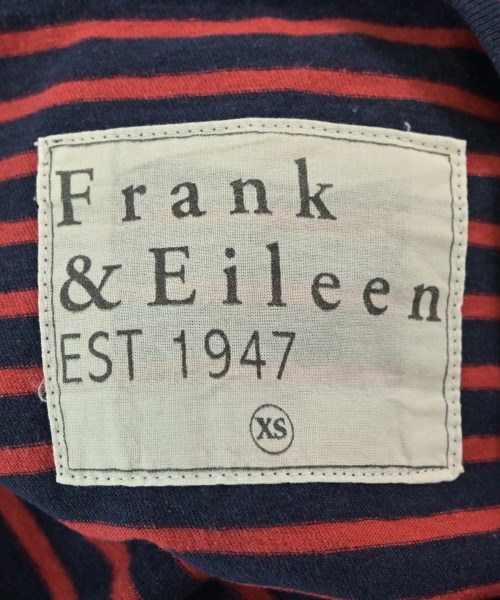 Frank
& Eileen
EST 1947
XS